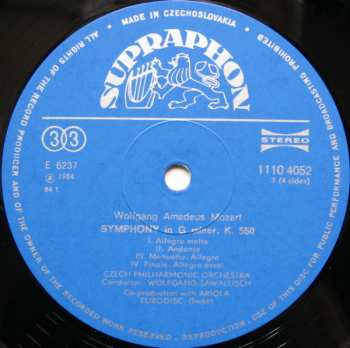 MADE IN CZECHOSLOVAKIA
ALL RIGHTS OF THE RECORD PRODUCER AND OF THE OWNER OF THE RECORDED WORK RESERVED . REPRODUCTION . USE OF THIS DISC FOR PUBLIC PERFORMANCE AND BROADCASTING PROHIBITED
SUPRAPHON
33
STEREO
E 6237
1110 4052
℗ 1984
(4 sides)
Wolfgang Amadeus Mozart
SYMPHONY in G minor, K. 550
I. Allegro molto
II. Andante
III. Menuetto. Allegro
IV. Finale. Allegro assai
CZECH PHILHARMONIC ORCHESTRA
Conductor: WOLFGANG SAWALLISCH
Co-production with ARIOLA
EURODISC GmbH